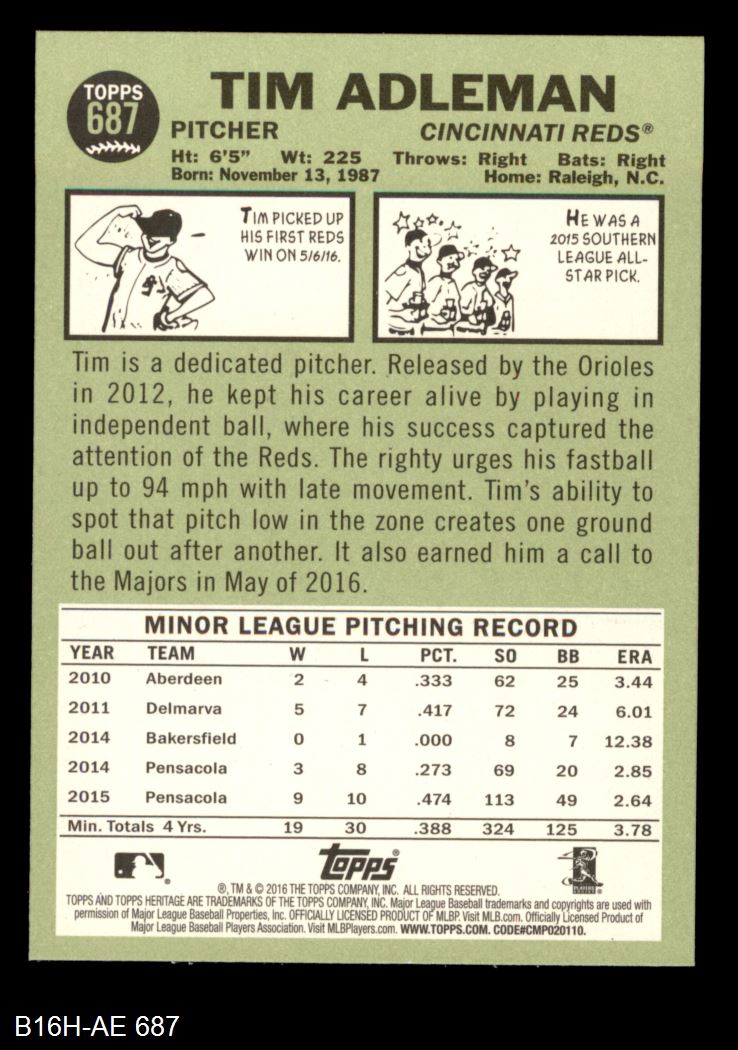 TOPPS
687
TIM ADLEMAN
PITCHER CINCINNATI REDS®
Ht: 6'5" Wt: 225 Throws: Right Bats: Right
Born: November 13, 1987 Home: Raleigh, N.C.
TIM PICKED UP
HIS FIRST REDS
WIN ON 5/6/16.
HE WAS A
2015 SOUTHERN
LEAGUE ALL-
STAR PICK.
Tim is a dedicated pitcher. Released by the Orioles
in 2012, he kept his career alive by playing in
independent ball, where his success captured the
attention of the Reds. The righty urges his fastball
up to 94 mph with late movement. Tim's ability to
spot that pitch low in the zone creates one ground
ball out after another. It also earned him a call to
the Majors in May of 2016.
MINOR LEAGUE PITCHING RECORD
YEAR TEAM W L PCT. SO BB ERA
2010 Aberdeen 2 4 .333 62 25 3.44
2011 Delmarva 5 7 .417 72 24 6.01
2014 Bakersfield 0 1 .000 8 7 12.38
2014 Pensacola 3 8 .273 69 20 2.85
2015 Pensacola 9 10 .474 113 49 2.64
Min. Totals 4 Yrs. 19 30 .388 324 125 3.78
Topps®
PLAYERS
®, TM & © 2016 THE TOPPS COMPANY, INC. ALL RIGHTS RESERVED.
TOPPS AND TOPPS HERITAGE ARE TRADEMARKS OF THE TOPPS COMPANY, INC. Major League Baseball trademarks and copyrights are used with
permission of Major League Baseball Properties, Inc. OFFICIALLY LICENSED PRODUCT OF MLBP. Visit MLB.com. Officially Licensed Product of
Major League Baseball Players Association. Visit MLBPlayers.com. WWW.TOPPS.COM. CODE#CMP020110.
B16H-AE 687